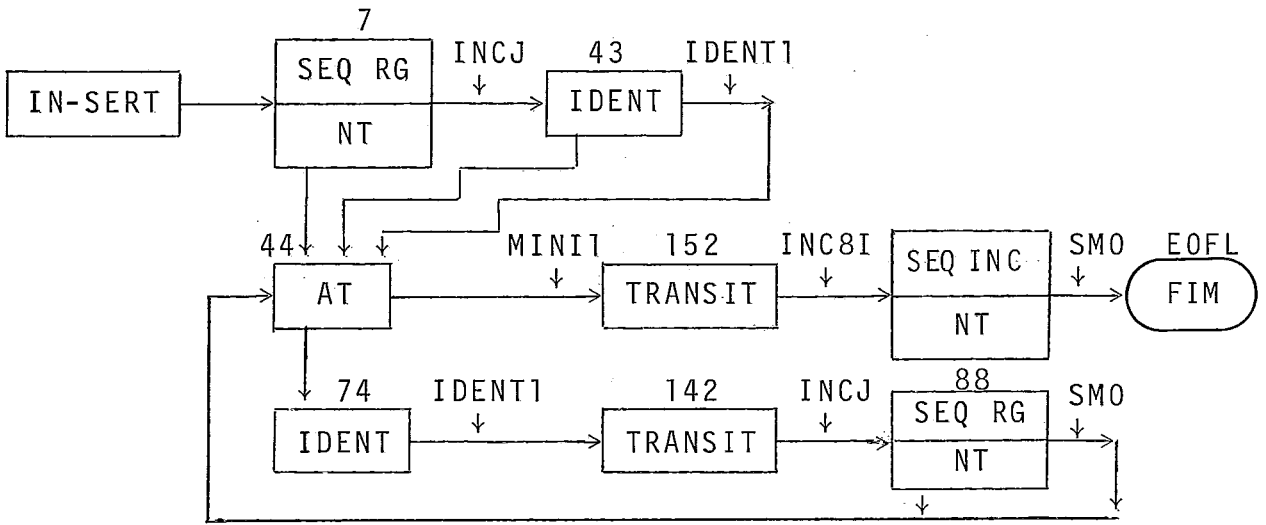 7
IN-SERT
SEQ RG
NT
INCJ
43
IDENT
IDENT1
44
AT
MINI1
152
TRANSIT
INC8I
SEQ INC
NT
SMO
EOFL
FIM
74
IDENT
IDENT1
142
TRANSIT
INCJ
88
SEQ RG
NT
SMO